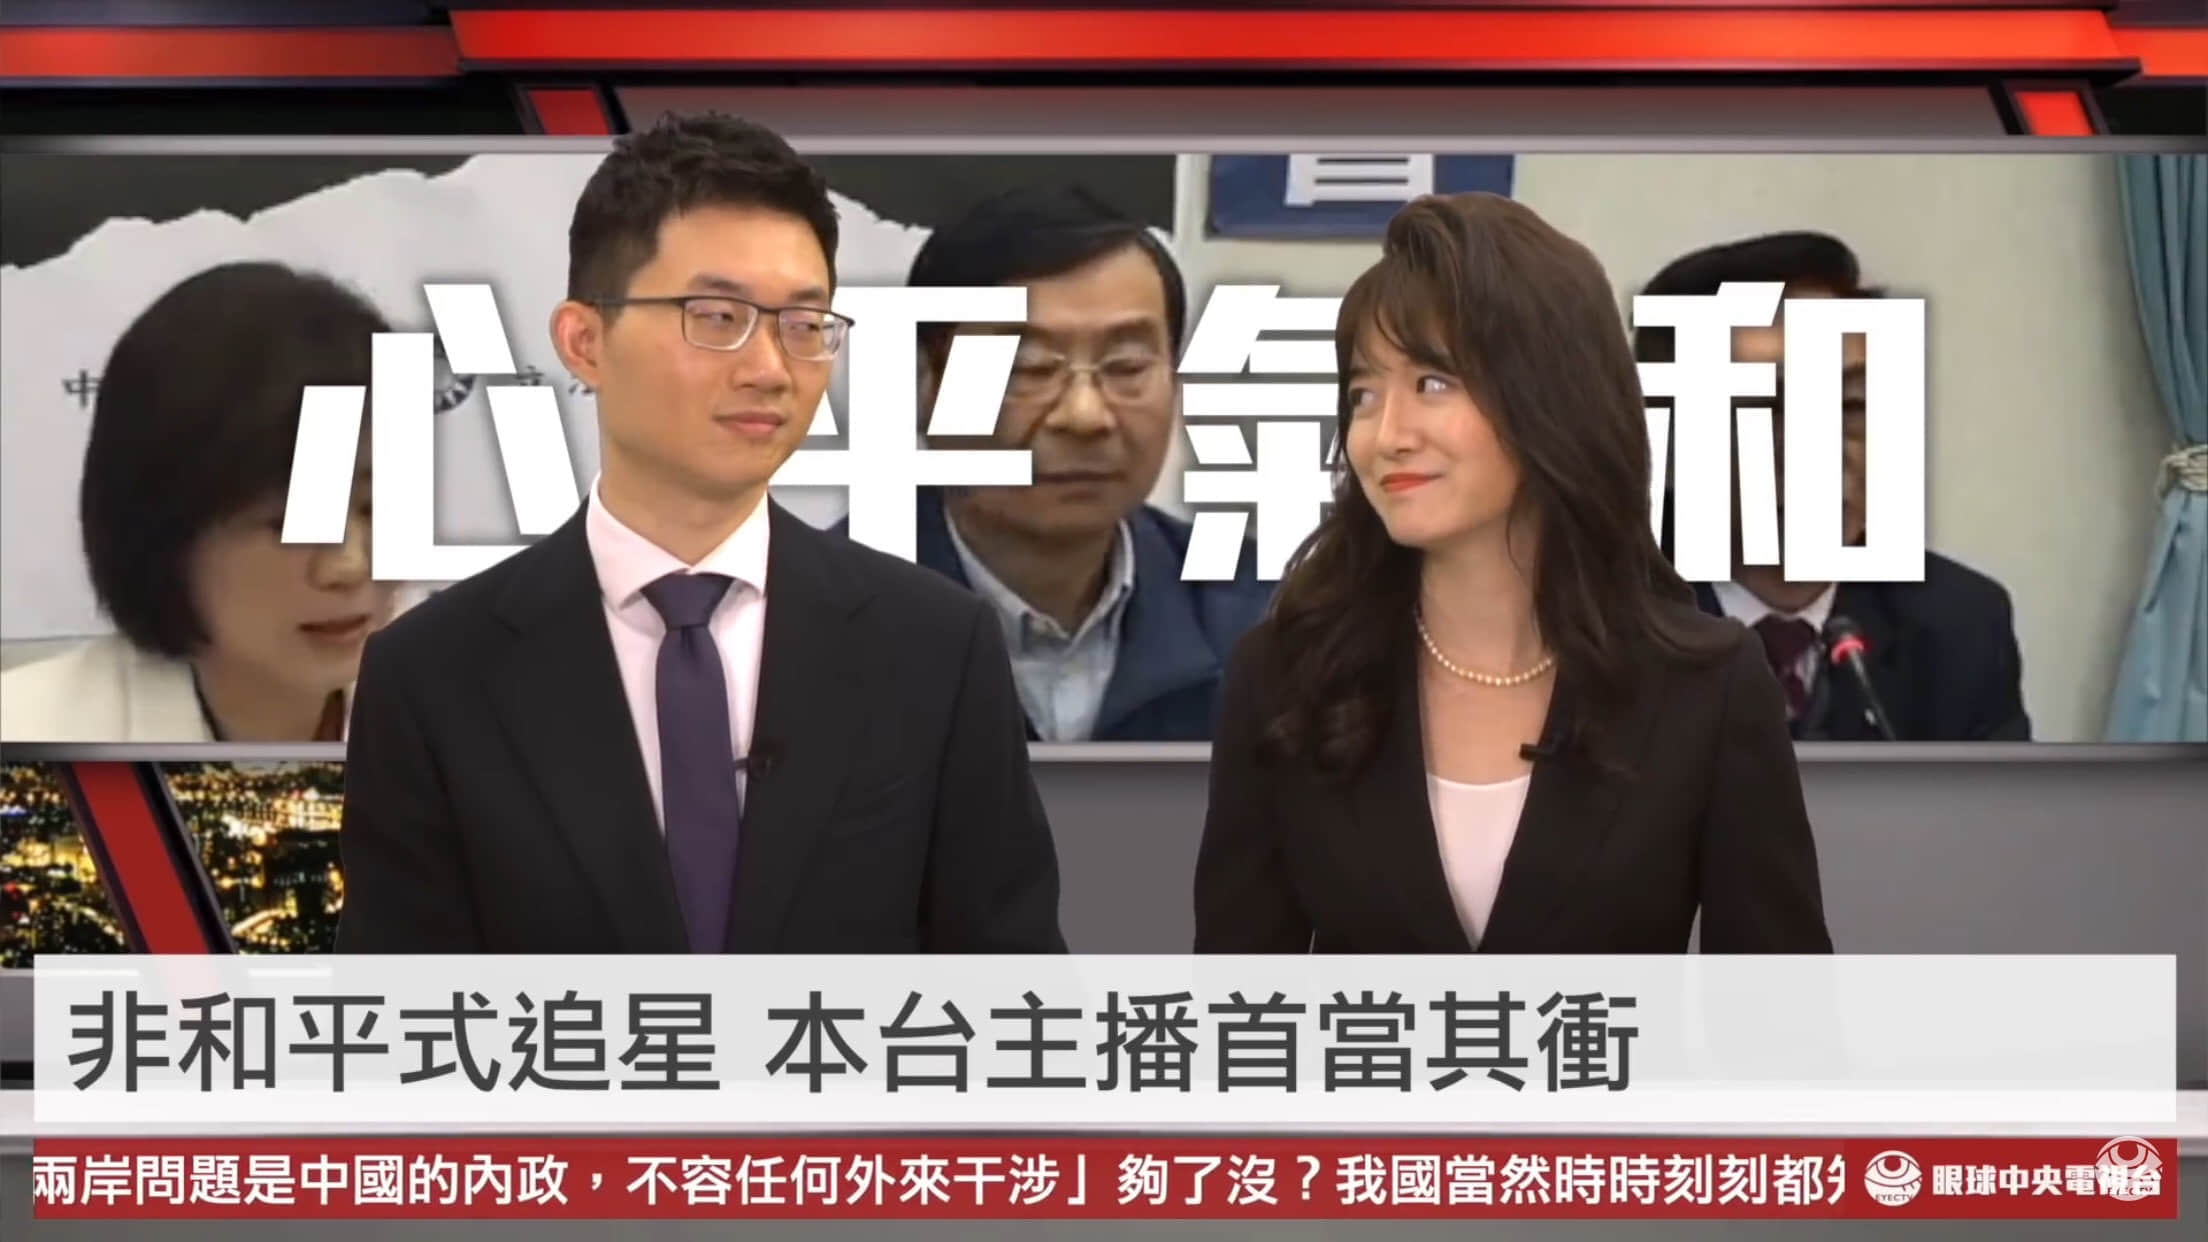 心平氣和
非和平式追星 本台主播首當其衝
兩岸問題是中國的內政，不容任何外來干涉」夠了沒？我國當然時時刻刻都
EYECTV
眼球中央電視台